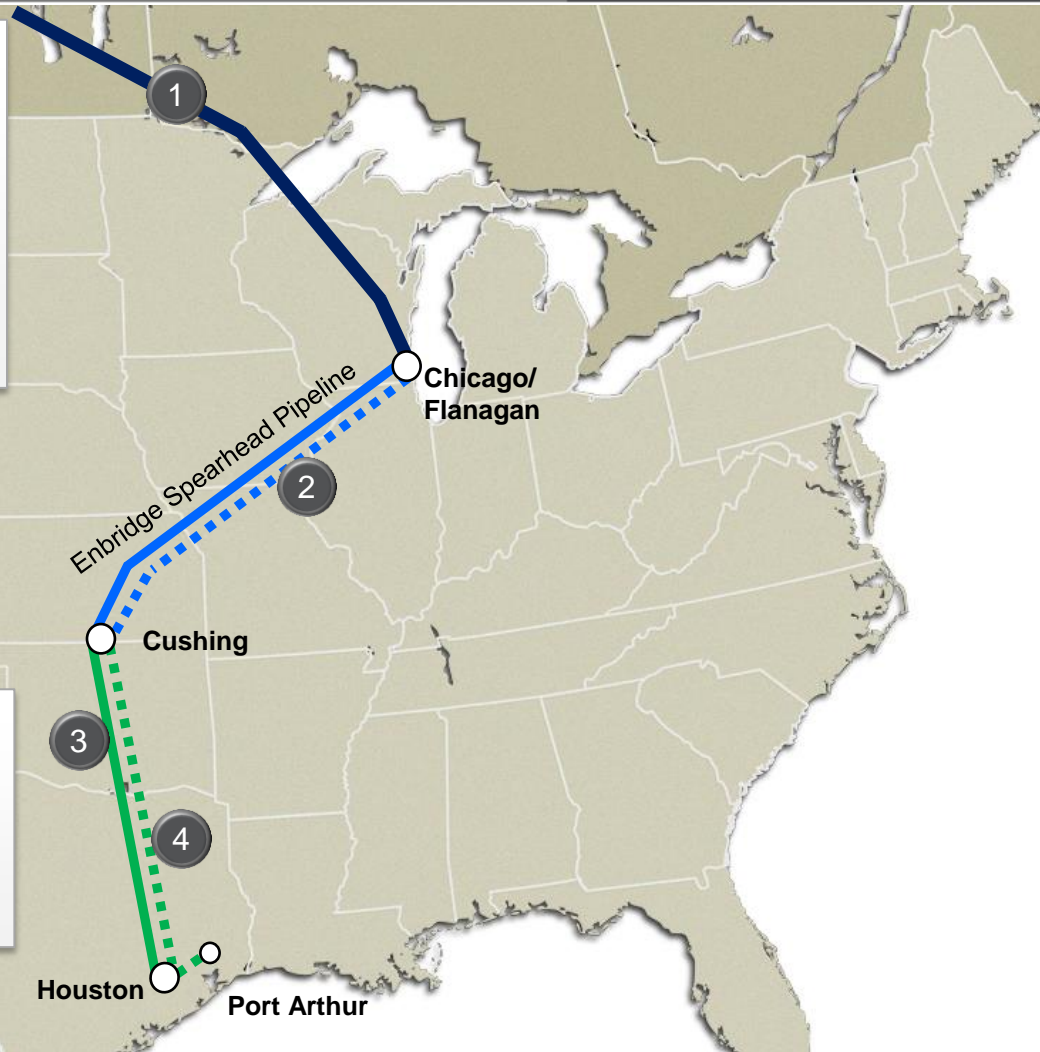 1
Chicago/
Flanagan
Enbridge Spearhead Pipeline
2
Cushing
3
4
Houston
Port Arthur